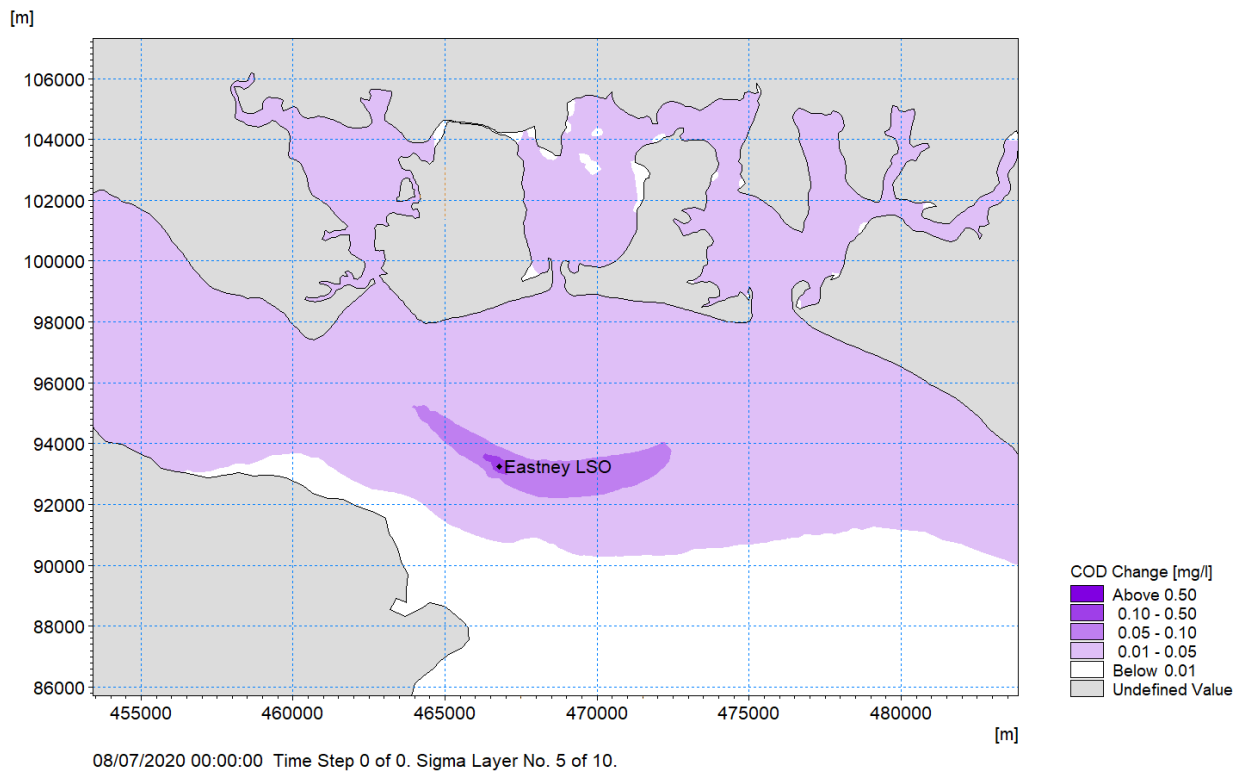 [m]
106000
104000
102000
100000
98000
96000
94000
92000
90000
88000
86000
Eastney LSO
455000 460000 465000 470000 475000 480000
[m]
COD Change [mg/l]
Above 0.50
0.10 - 0.50
0.05 - 0.10
0.01 - 0.05
Below 0.01
Undefined Value
08/07/2020 00:00:00 Time Step 0 of 0. Sigma Layer No. 5 of 10.